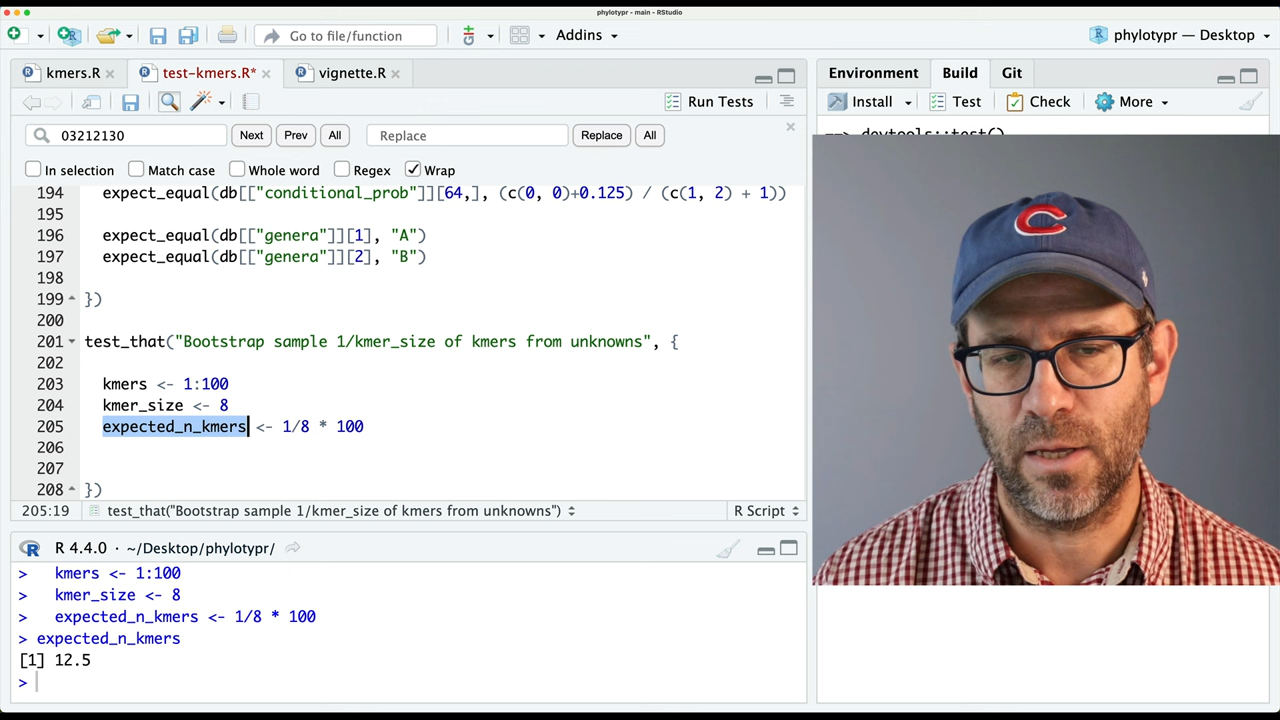 phylotypr - main - RStudio
Go to file/function
Addins
phylotypr — Desktop
kmers.R
test-kmers.R*
vignette.R
Run Tests
03212130
Next
Prev
All
Replace
Replace
All
In selection
Match case
Whole word
Regex
Wrap
194 expect_equal(db[["conditional_prob"]][64,], (c(0, 0)+0.125) / (c(1, 2) + 1))
195
196 expect_equal(db[["genera"]][1], "A")
197 expect_equal(db[["genera"]][2], "B")
198
199 })
200
201 test_that("Bootstrap sample 1/kmer_size of kmers from unknowns", {
202
203 kmers <- 1:100
204 kmer_size <- 8
205 expected_n_kmers <- 1/8 * 100
206
207
208 })
205:19
test_that("Bootstrap sample 1/kmer_size of kmers from unknowns")
R Script
R 4.4.0 · ~/Desktop/phylotypr/
> kmers <- 1:100
> kmer_size <- 8
> expected_n_kmers <- 1/8 * 100
> expected_n_kmers
[1] 12.5
>
Environment
Build
Git
Install
Test
Check
More
==> devtools::test()
C